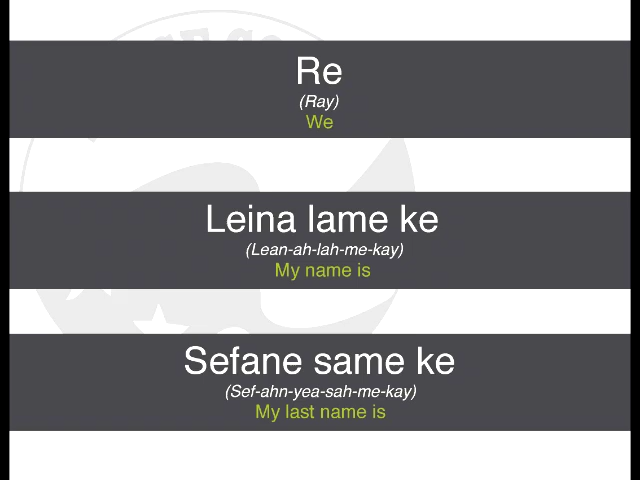 Re
(Ray)
We
Leina lame ke
(Lean-ah-lah-me-kay)
My name is
Sefane same ke
(Sef-ahn-yea-sah-me-kay)
My last name is